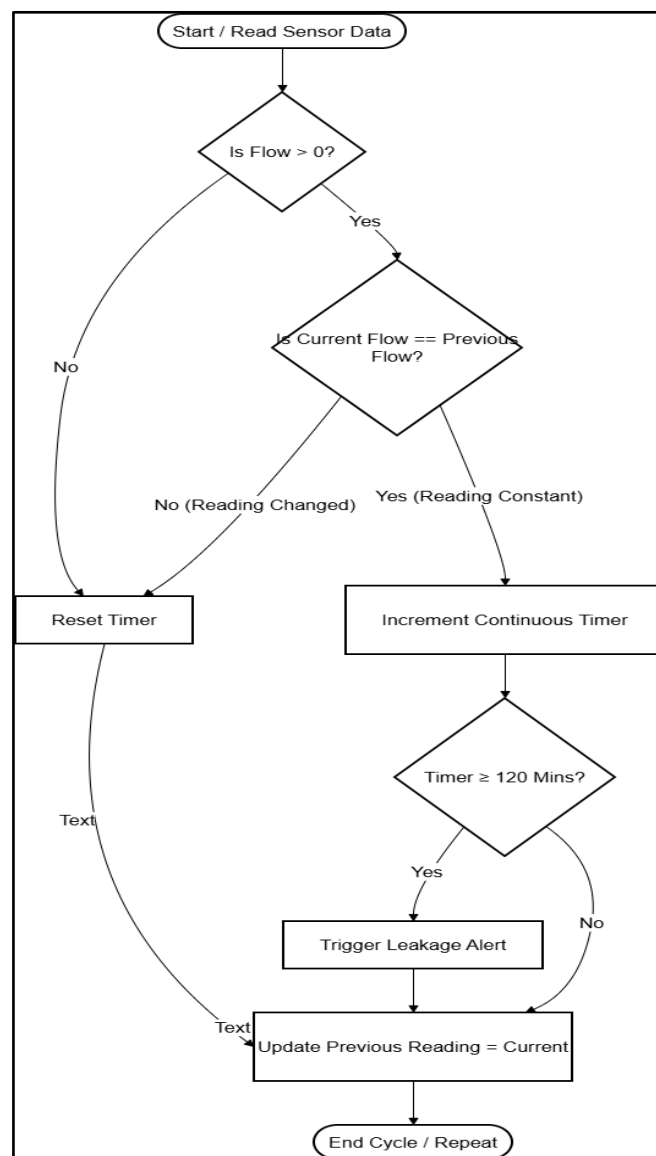 Start / Read Sensor Data
Is Flow > 0?
Yes
Is Current Flow == Previous
Flow?
No
No (Reading Changed)
Yes (Reading Constant)
Reset Timer
Increment Continuous Timer
Timer ≥ 120 Mins?
Text
Yes
No
Trigger Leakage Alert
Text
Update Previous Reading = Current
End Cycle / Repeat